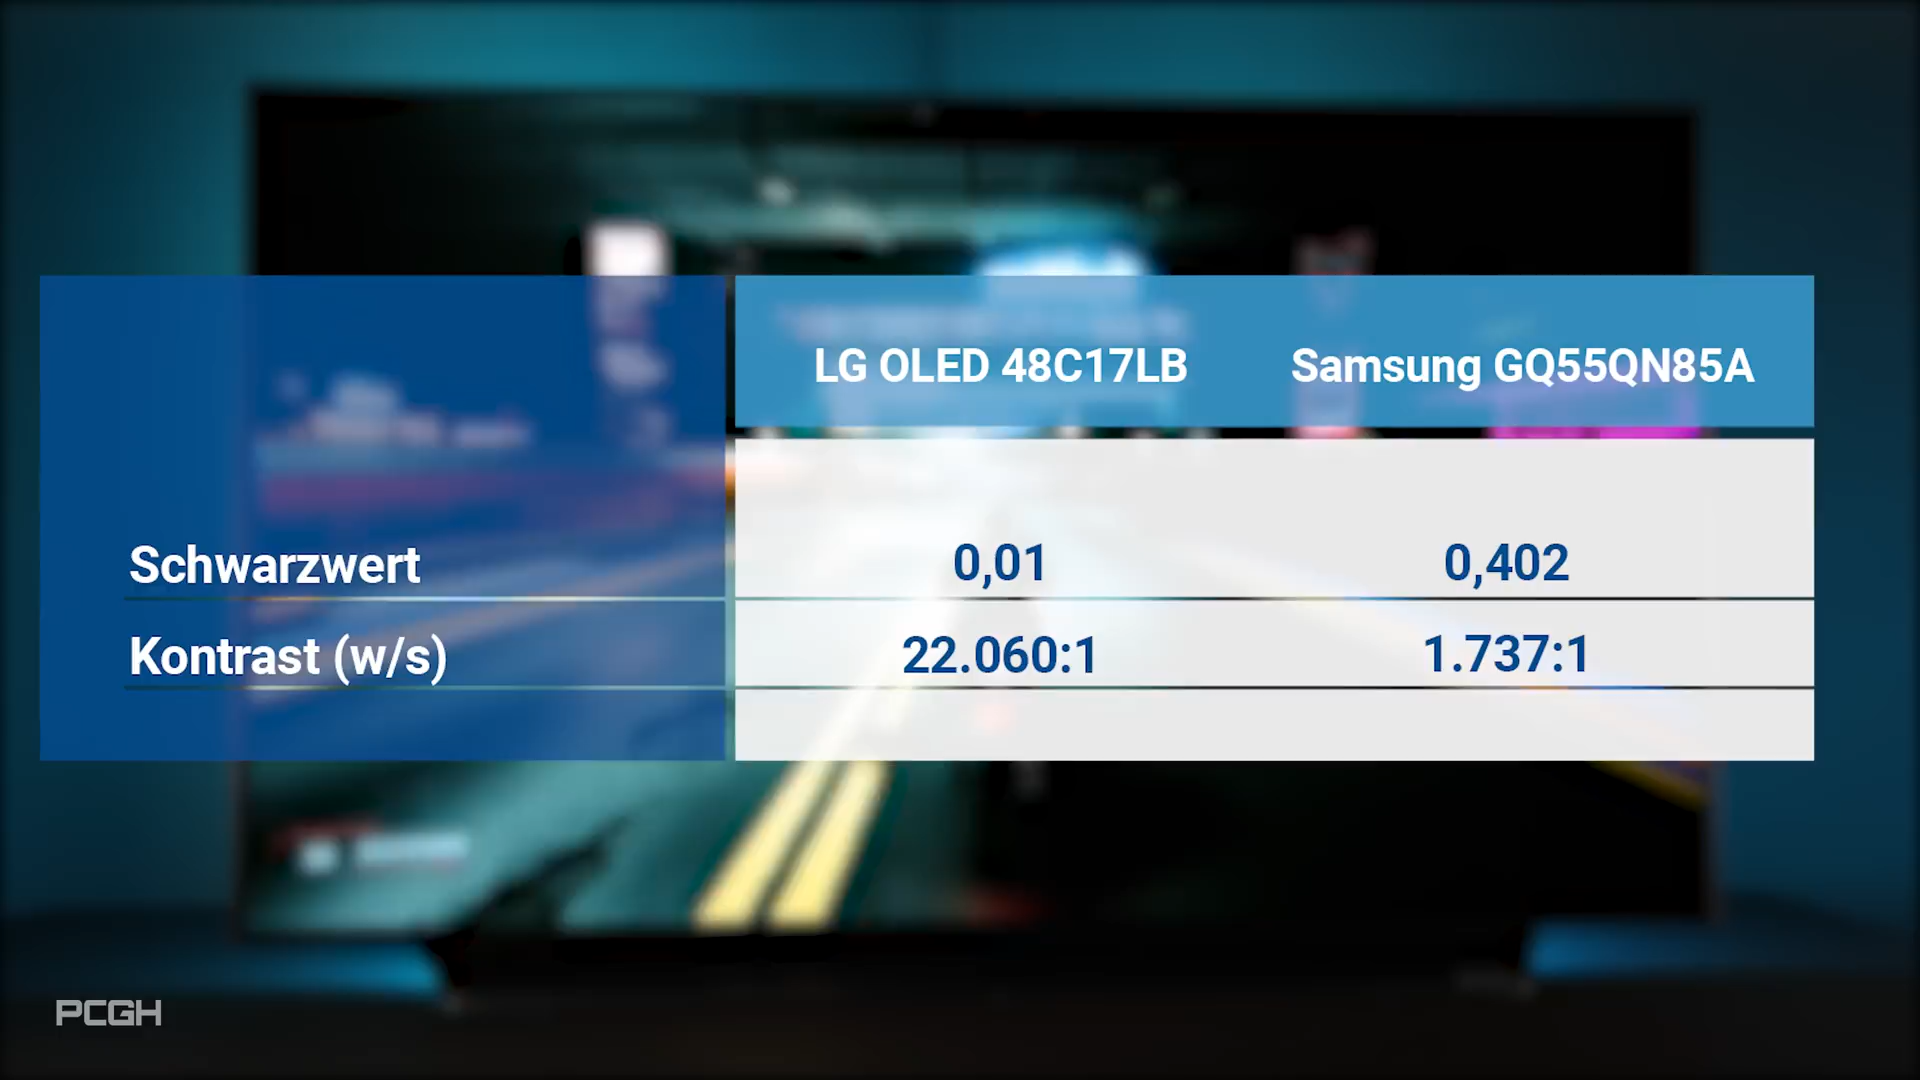 LG OLED 48C17LB Samsung GQ55QN85A
Schwarzwert 0,01 0,402
Kontrast (w/s) 22.060:1 1.737:1
PCGH